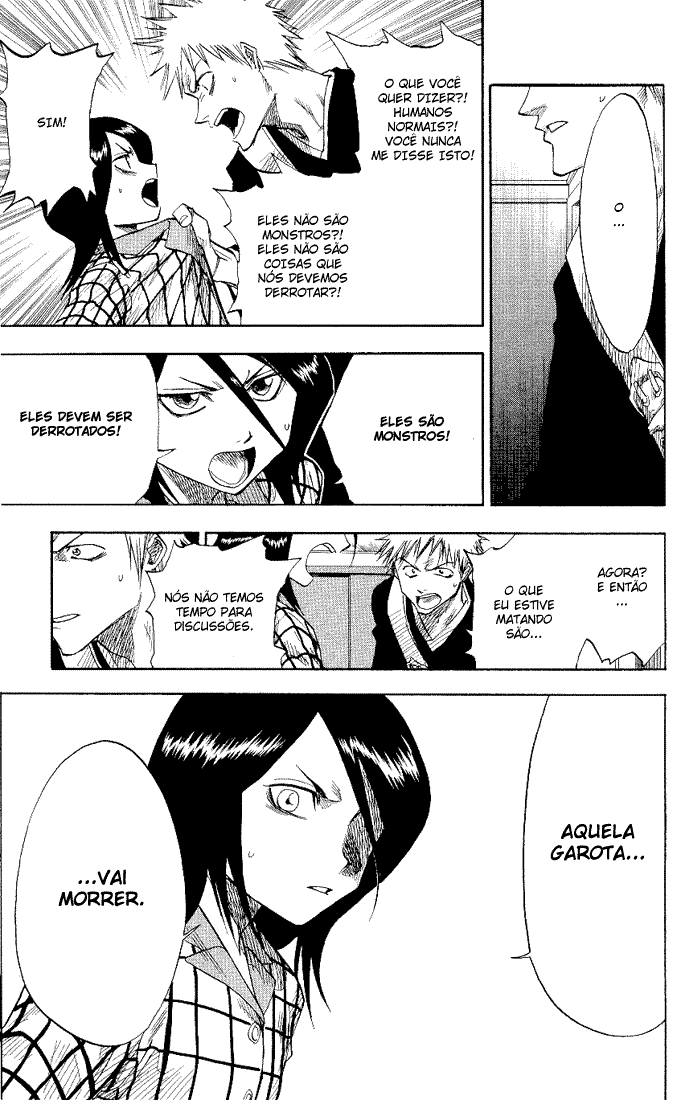 O
...
O QUE VOCÊ
QUER DIZER?!
HUMANOS
NORMAIS?!
VOCÊ NUNCA
ME DISSE ISTO!
ELES NÃO SÃO
MONSTROS?!
ELES NÃO SÃO
COISAS QUE
NÓS DEVEMOS
DERROTAR?!
SIM!
ELES SÃO
MONSTROS!
ELES DEVEM SER
DERROTADOS!
AGORA?
E ENTÃO
...
O QUE
EU ESTIVE
MATANDO
SÃO...
NÓS NÃO TEMOS
TEMPO PARA
DISCUSSÕES.
AQUELA
GAROTA...
...VAI
MORRER.